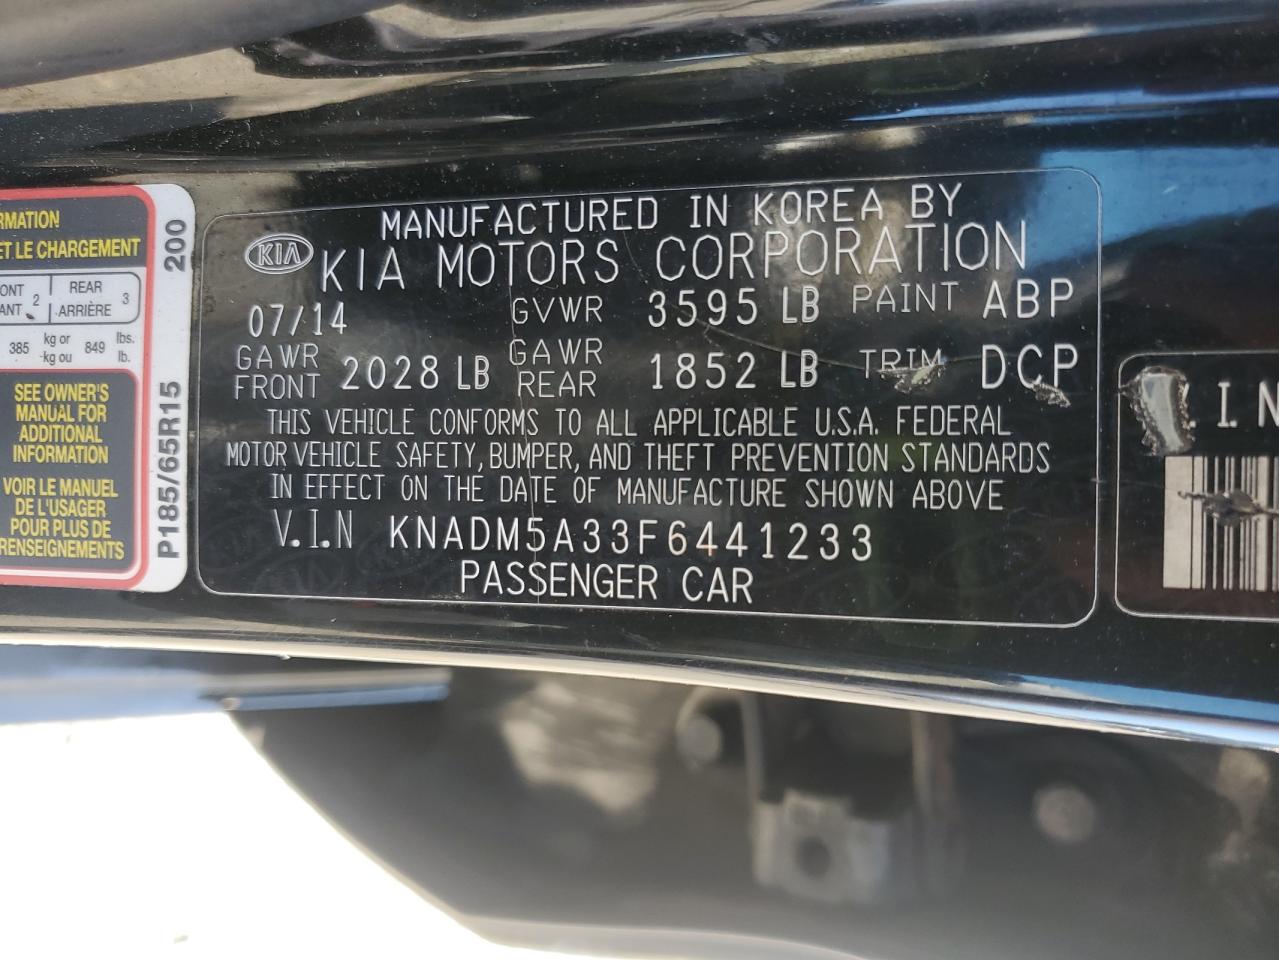 RMATION
ET LE CHARGEMENT
ONT 2 REAR 3
ANT ARRIÈRE
385 kg or 849 lbs.
kg ou lb.
SEE OWNER'S
MANUAL FOR
ADDITIONAL
INFORMATION
VOIR LE MANUEL
DE L'USAGER
POUR PLUS DE
RENSEIGNEMENTS
P185/65R15 200
MANUFACTURED IN KOREA BY
KIA KIA MOTORS CORPORATION
07/14 GVWR 3595 LB PAINT ABP
GAWR FRONT 2028 LB GAWR REAR 1852 LB TRIM DCP
THIS VEHICLE CONFORMS TO ALL APPLICABLE U.S.A. FEDERAL
MOTOR VEHICLE SAFETY, BUMPER, AND THEFT PREVENTION STANDARDS
IN EFFECT ON THE DATE OF MANUFACTURE SHOWN ABOVE
V.I.N KNADM5A33F6441233
PASSENGER CAR
.I.N